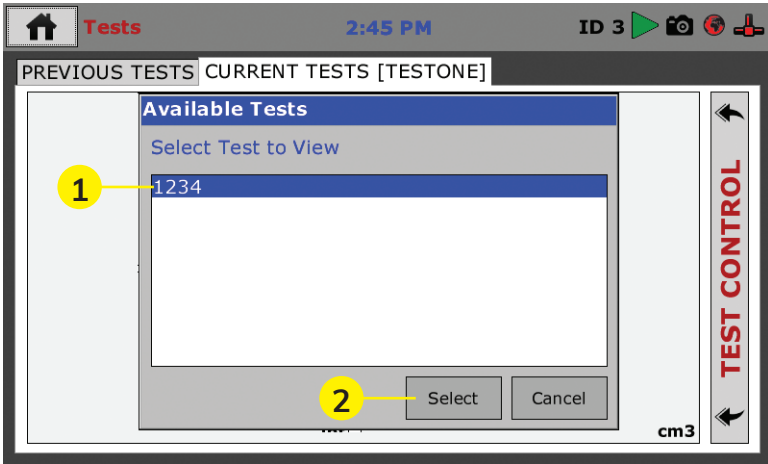 Tests 2:45 PM ID 3
PREVIOUS TESTS CURRENT TESTS [TESTONE]
Available Tests
Select Test to View
1 1234
2 Select Cancel
cm3
TEST CONTROL